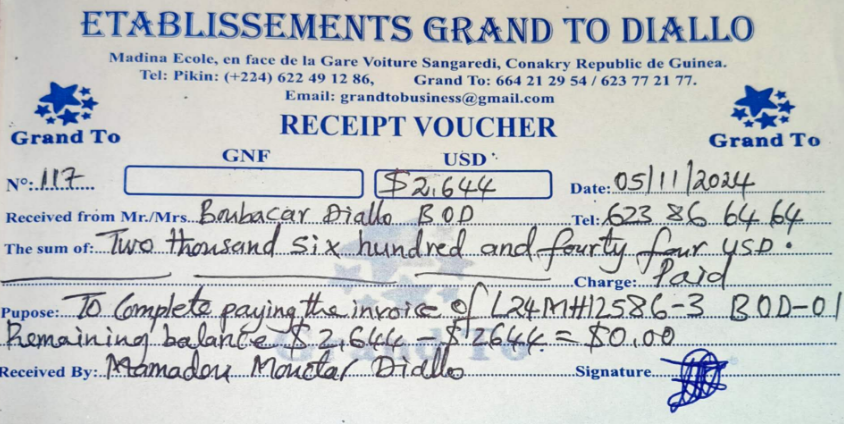 ETABLISSEMENTS GRAND TO DIALLO
Madina Ecole, en face de la Gare Voiture Sangaredi, Conakry Republic de Guinea.
Tel: Pikin: (+224) 622 49 12 86, Grand To: 664 21 29 54 / 623 77 21 77.
Email: grandtobusiness@gmail.com
Grand To RECEIPT VOUCHER Grand To
GNF USD
Nº:.117 $2.644 Date: 05/11/2024
Received from Mr./Mrs. Boubacar Diallo BOD Tel: 623 86 64 64
The sum of: Two thousand six hundred and fourty four USD.
Charge: Paid
Pupose: To Complete paying the invoice of L24MH12586-3 BOD-01
Remaining balance $2,644 - $2644 = $0.00
Grand To
Received By: Mamadou Mouctar Diallo Signature